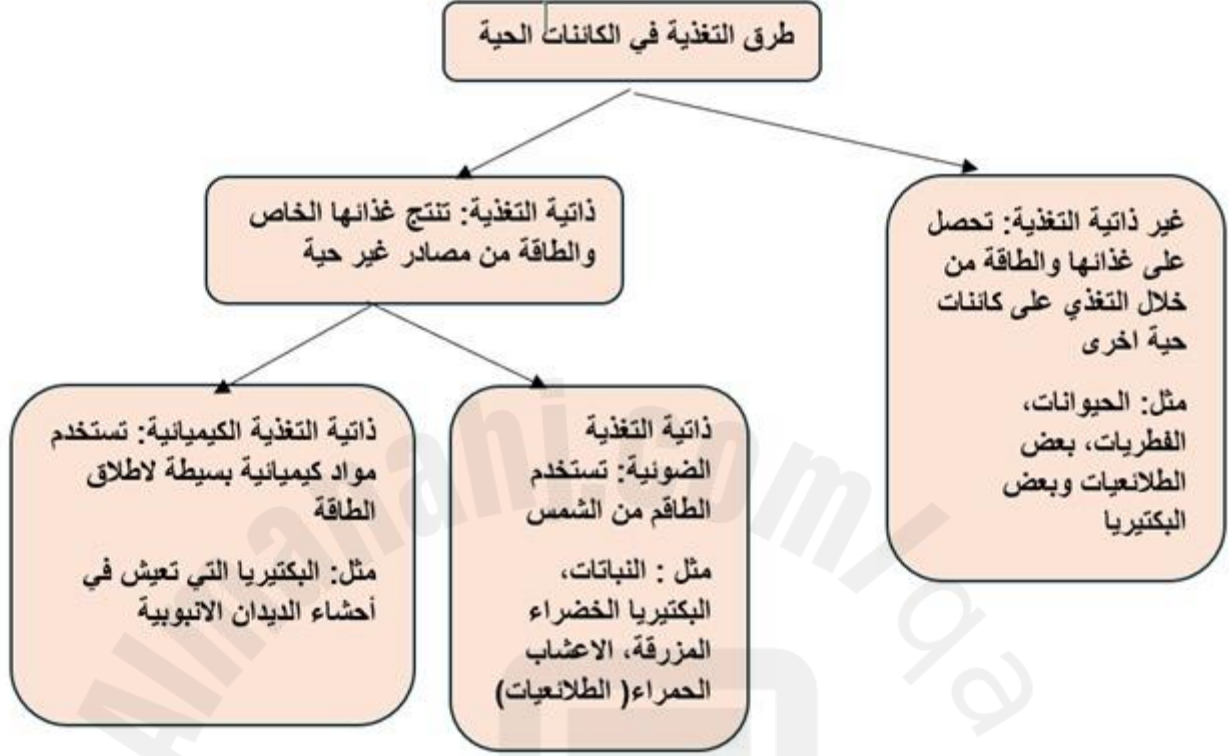 طرق التغذية في الكائنات الحية
غير ذاتية التغذية: تحصل
على غذائها والطاقة من
خلال التغذي على كائنات
حية اخرى
مثل: الحيوانات،
الفطريات، بعض
الطلائعيات وبعض
البكتيريا
ذاتية التغذية: تنتج غذائها الخاص
والطاقة من مصادر غير حية
ذاتية التغذية
الضوئية: تستخدم
الطاقم من الشمس
مثل : النباتات،
البكتيريا الخضراء
المزرقة، الاعشاب
الحمراء( الطلائعيات)
ذاتية التغذية الكيميائية: تستخدم
مواد كيميائية بسيطة لاطلاق
الطاقة
مثل: البكتيريا التي تعيش في
أحشاء الديدان الانبوبية
Almanahi.com/qa